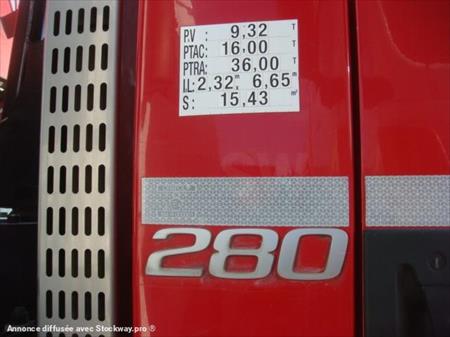 P.V : 9,32 T
PTAC: 16.00 T
PTRA: 36,00 T
l.L: 2,32 m 6,65 m
S : 15,43 m²
280
Annonce diffusée avec Stockway.pro ®